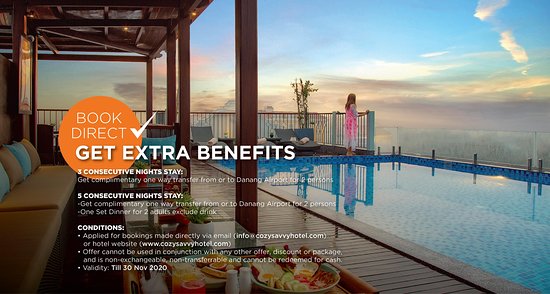 BOOK
DIRECT
GET EXTRA BENEFITS
3 CONSECUTIVE NIGHTS STAY:
Get complimentary one way transfer from or to Danang Airport for 2 persons
5 CONSECUTIVE NIGHTS STAY:
-Get complimentary one way transfer from or to Danang Airport for 2 persons
-One Set Dinner for 2 adults exclude drink
CONDITIONS:
• Applied for bookings made directly via email (info@cozysavvyhotel.com)
or hotel website (www.cozysavvyhotel.com)
• Offer cannot be used in conjunction with any other offer, discount or package,
and is non-exchangeable, non-transferrable and cannot be redeemed for cash.
• Validity: Till 30 Nov 2020